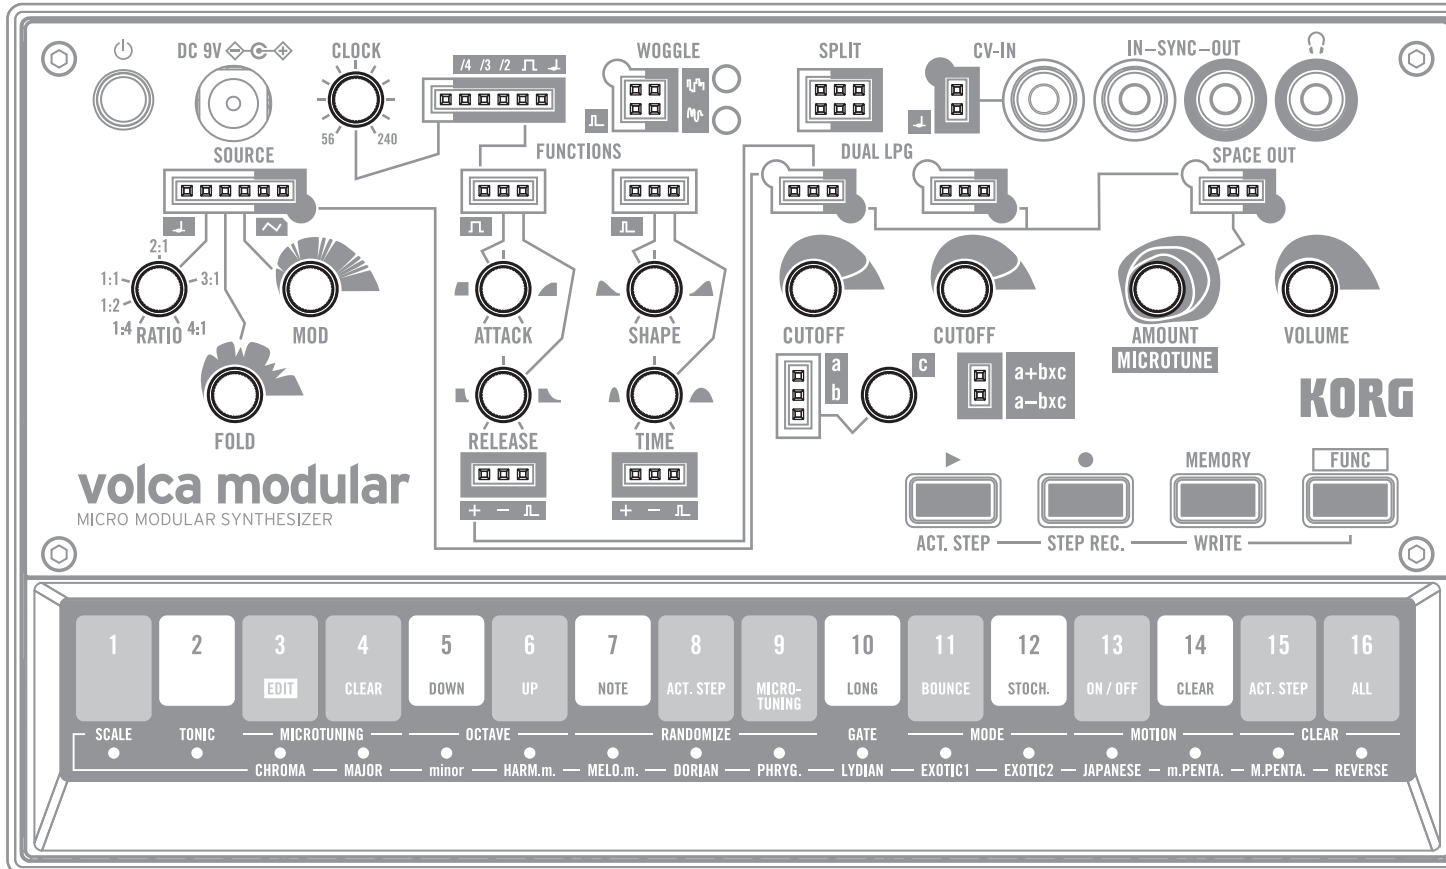 DC 9V
CLOCK
/4 /3 /2
WOGGLE
SPLIT
CV-IN
IN–SYNC–OUT
56
240
SOURCE
FUNCTIONS
DUAL LPG
SPACE OUT
2:1
1:1
3:1
1:2
1:4
4:1
RATIO
MOD
ATTACK
SHAPE
CUTOFF
CUTOFF
AMOUNT
VOLUME
MICROTUNE
a
b
c
a+bxc
a–bxc
KORG
FOLD
RELEASE
TIME
+ –
+ –
volca modular
MICRO MODULAR SYNTHESIZER
MEMORY
FUNC
ACT. STEP
STEP REC.
WRITE
1 2 3 4 5 6 7 8 9 10 11 12 13 14 15 16
EDIT CLEAR DOWN UP NOTE ACT. STEP MICRO-TUNING LONG BOUNCE STOCH. ON / OFF CLEAR ACT. STEP ALL
SCALE TONIC MICROTUNING OCTAVE RANDOMIZE GATE MODE MOTION CLEAR
CHROMA MAJOR minor HARM.m. MELO.m. DORIAN PHRYG. LYDIAN EXOTIC1 EXOTIC2 JAPANESE m.PENTA. M.PENTA. REVERSE